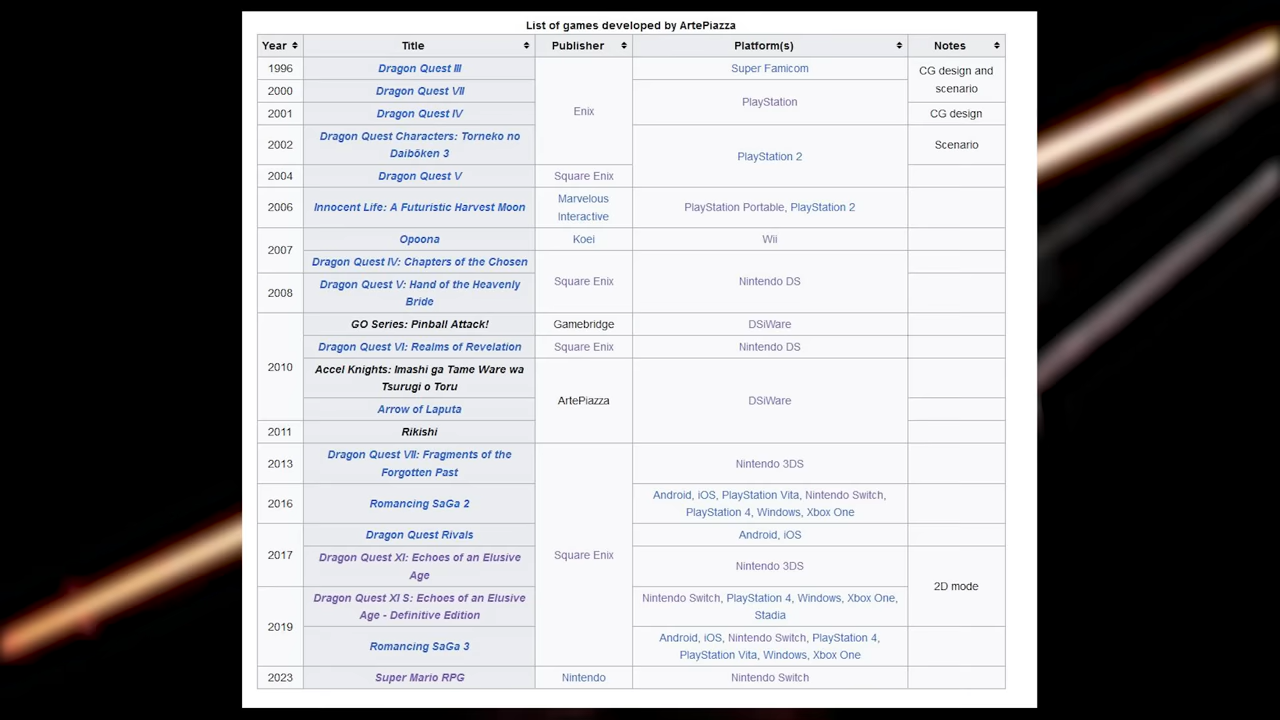 List of games developed by ArtePiazza
Year Title Publisher Platform(s) Notes
1996 Dragon Quest III Enix Super Famicom CG design and
scenario
2000 Dragon Quest VII PlayStation
2001 Dragon Quest IV CG design
2002 Dragon Quest Characters: Torneko no
Daibōken 3 PlayStation 2 Scenario
2004 Dragon Quest V Square Enix
2006 Innocent Life: A Futuristic Harvest Moon Marvelous
Interactive PlayStation Portable, PlayStation 2
2007 Opoona Koei Wii
Dragon Quest IV: Chapters of the Chosen Square Enix Nintendo DS
2008 Dragon Quest V: Hand of the Heavenly
Bride
2010 GO Series: Pinball Attack! Gamebridge DSiWare
Dragon Quest VI: Realms of Revelation Square Enix Nintendo DS
Accel Knights: Imashi ga Tame Ware wa
Tsurugi o Toru ArtePiazza DSiWare
Arrow of Laputa
2011 Rikishi
2013 Dragon Quest VII: Fragments of the
Forgotten Past Square Enix Nintendo 3DS
2016 Romancing SaGa 2 Android, iOS, PlayStation Vita, Nintendo Switch,
PlayStation 4, Windows, Xbox One
2017 Dragon Quest Rivals Android, iOS
Dragon Quest XI: Echoes of an Elusive
Age Nintendo 3DS 2D mode
2019 Dragon Quest XI S: Echoes of an Elusive
Age - Definitive Edition Nintendo Switch, PlayStation 4, Windows, Xbox One,
Stadia
Romancing SaGa 3 Android, iOS, Nintendo Switch, PlayStation 4,
PlayStation Vita, Windows, Xbox One
2023 Super Mario RPG Nintendo Nintendo Switch